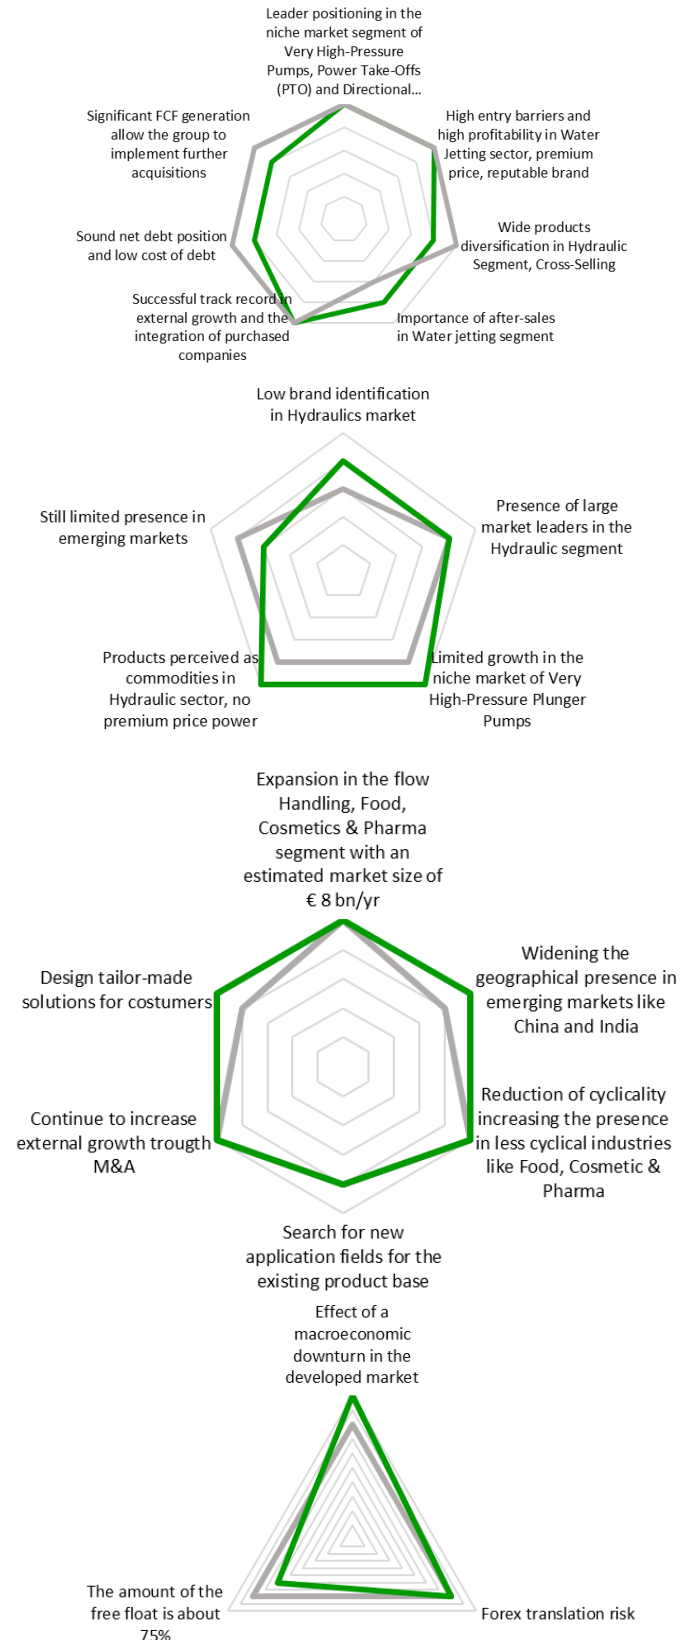 Leader positioning in the
niche market segment of
Very High-Pressure
Pumps, Power Take-Offs
(PTO) and Directional...
Significant FCF generation
allow the group to
implement further
acquisitions
High entry barriers and
high profitability in Water
Jetting sector, premium
price, reputable brand
Sound net debt position
and low cost of debt
Wide products
diversification in Hydraulic
Segment, Cross-Selling
Successful track record in
external growth and the
integration of purchased
companies
Importance of after-sales
in Water jetting segment
Low brand identification
in Hydraulics market
Still limited presence in
emerging markets
Presence of large
market leaders in the
Hydraulic segment
Products perceived as
commodities in
Hydraulic sector, no
premium price power
Limited growth in the
niche market of Very
High-Pressure Plunger
Pumps
Expansion in the flow
Handling, Food,
Cosmetics & Pharma
segment with an
estimated market size of
€ 8 bn/yr
Design tailor-made
solutions for costumers
Widening the
geographical presence in
emerging markets like
China and India
Continue to increase
external growth trougth
M&A
Reduction of cyclicality
increasing the presence
in less cyclical industries
like Food, Cosmetic &
Pharma
Search for new
application fields for the
existing product base
Effect of a
macroeconomic
downturn in the
developed market
The amount of the
free float is about
75%
Forex translation risk